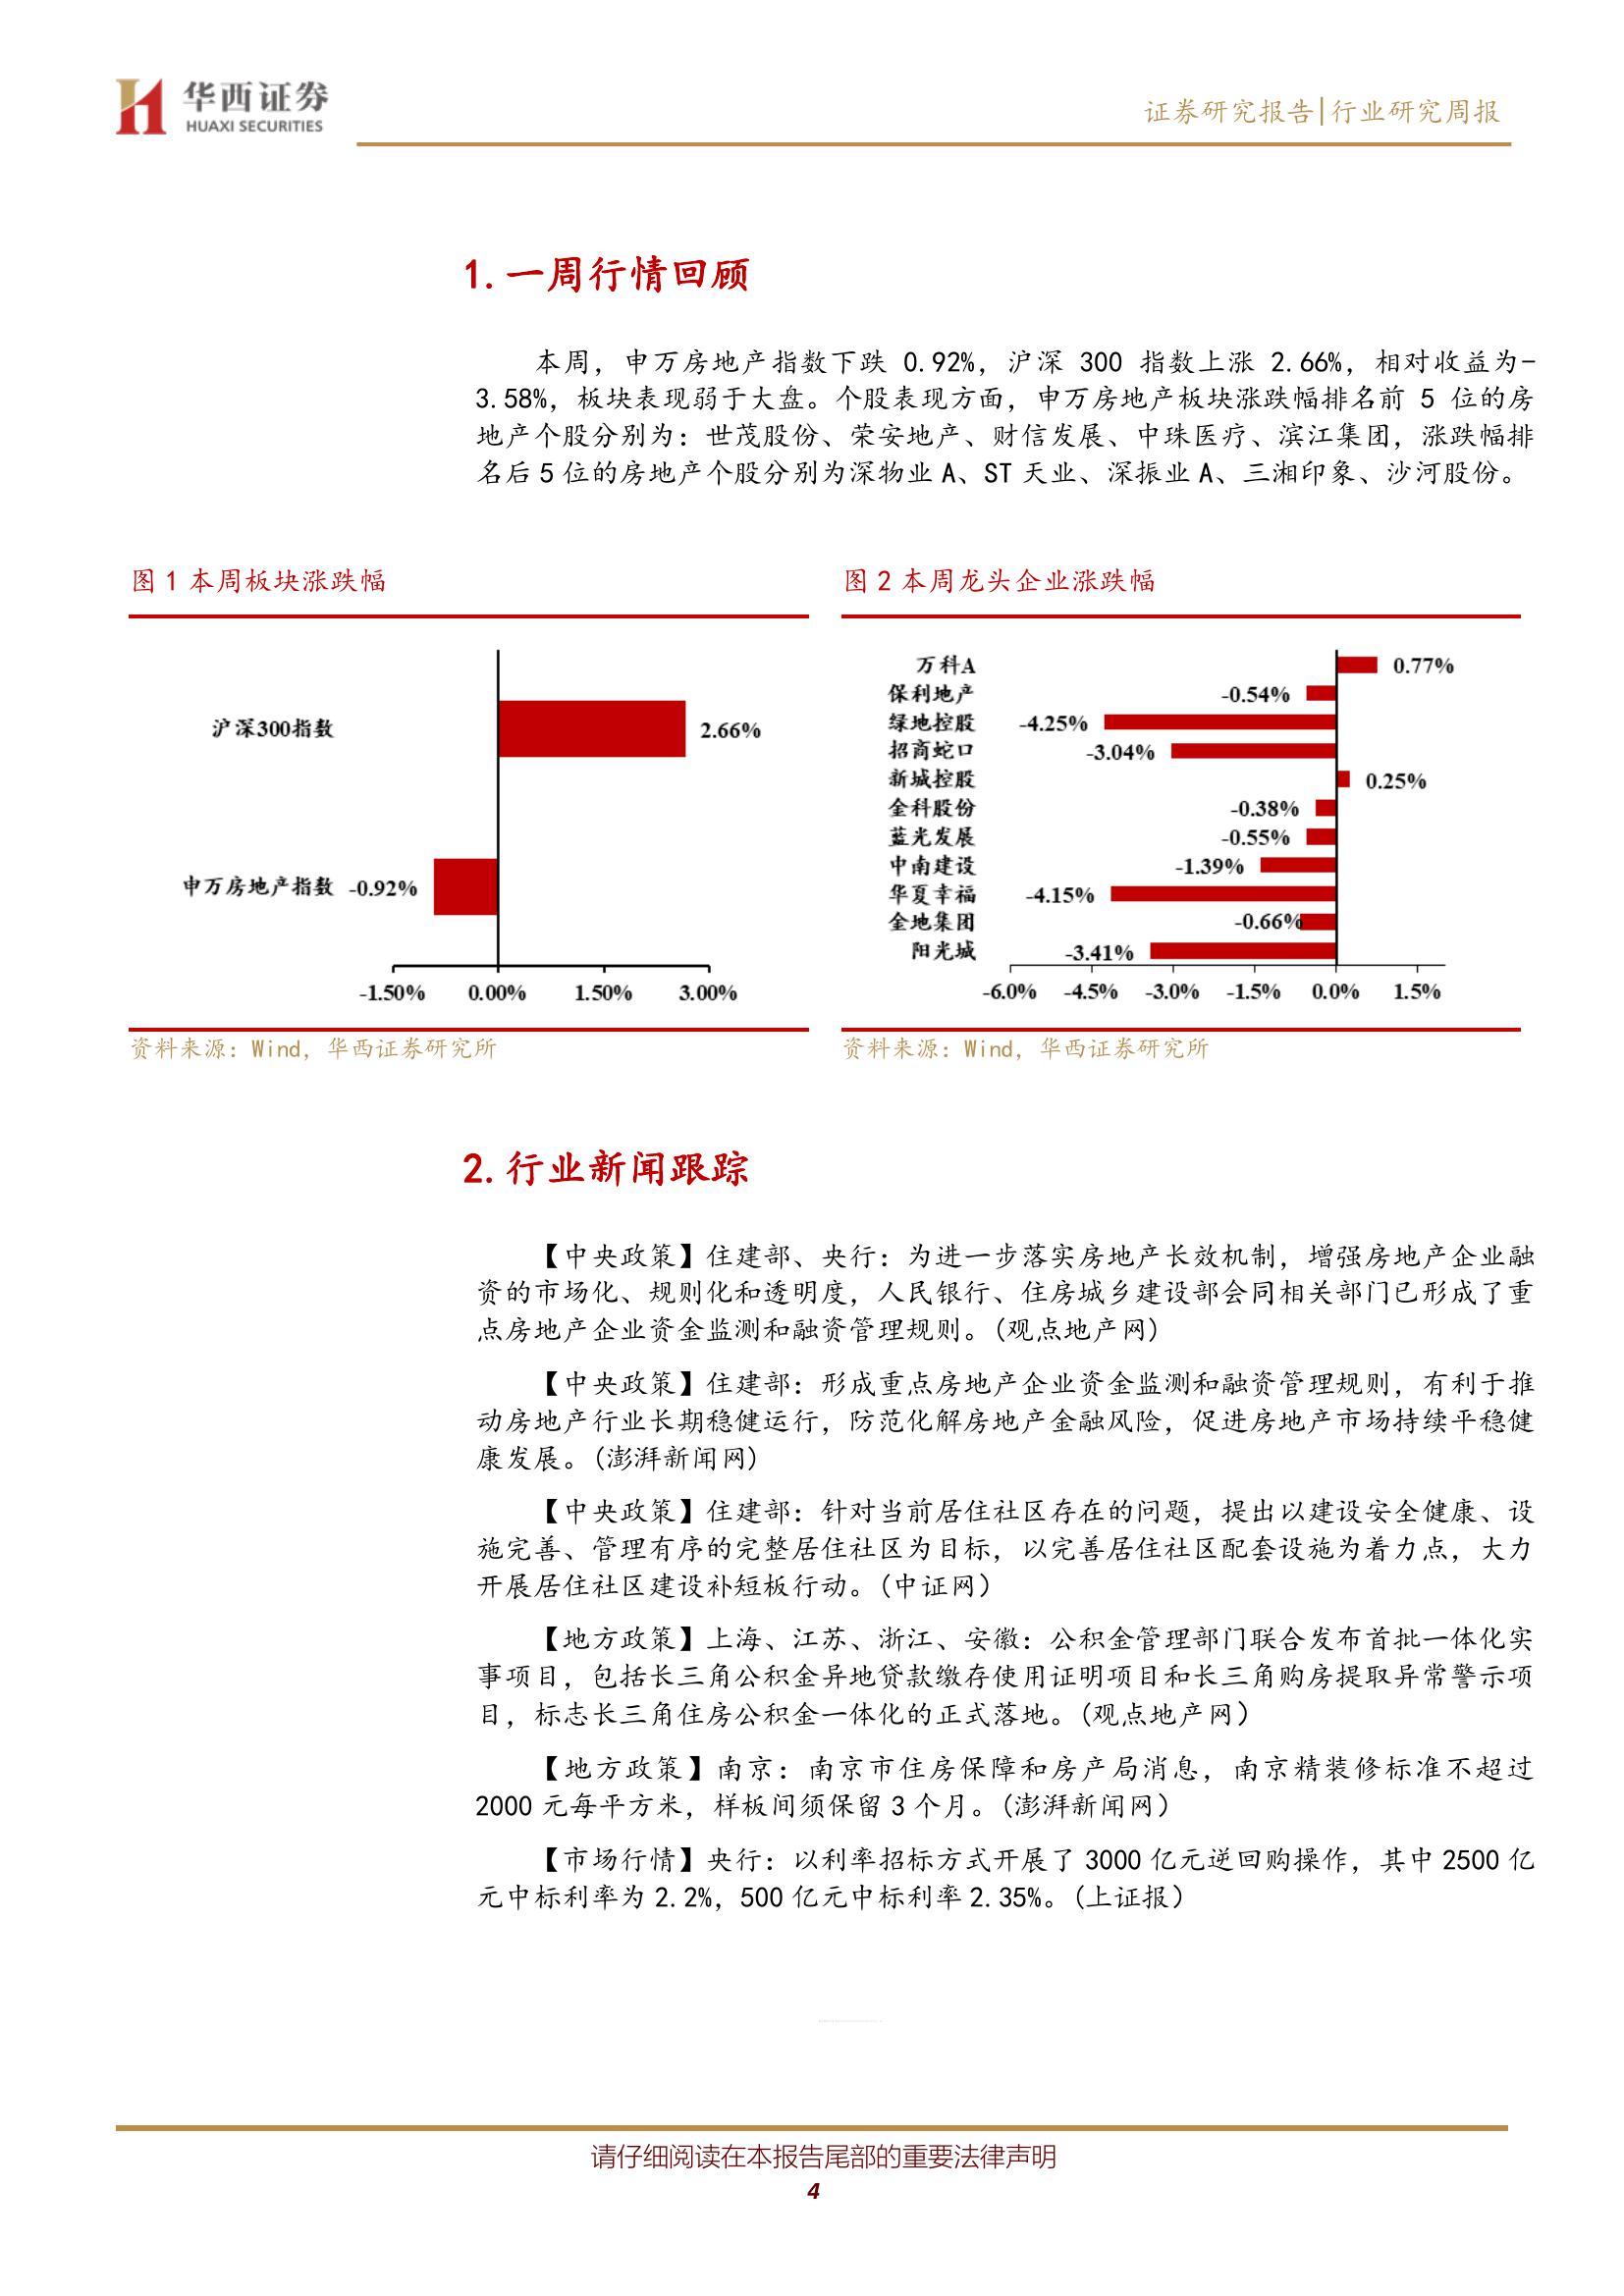 华西证券
HUAXI SECURITIES
证券研究报告|行业研究周报
1. 一周行情回顾
本周，申万房地产指数下跌 0.92%，沪深 300 指数上涨 2.66%，相对收益为-
3.58%，板块表现弱于大盘。个股表现方面，申万房地产板块涨跌幅排名前 5 位的房
地产个股分别为：世茂股份、荣安地产、财信发展、中珠医疗、滨江集团，涨跌幅排
名后 5 位的房地产个股分别为深物业 A、ST 天业、深振业 A、三湘印象、沙河股份。
图 1 本周板块涨跌幅
沪深300指数 2.66%
申万房地产指数 -0.92%
-1.50% 0.00% 1.50% 3.00%
资料来源：Wind，华西证券研究所
图 2 本周龙头企业涨跌幅
万科A 0.77%
保利地产 -0.54%
绿地控股 -4.25%
招商蛇口 -3.04%
新城控股 0.25%
金科股份 -0.38%
蓝光发展 -0.55%
中南建设 -1.39%
华夏幸福 -4.15%
金地集团 -0.66%
阳光城 -3.41%
-6.0% -4.5% -3.0% -1.5% 0.0% 1.5%
资料来源：Wind，华西证券研究所
2. 行业新闻跟踪
【中央政策】住建部、央行：为进一步落实房地产长效机制，增强房地产企业融
资的市场化、规则化和透明度，人民银行、住房城乡建设部会同相关部门已形成了重
点房地产企业资金监测和融资管理规则。(观点地产网)
【中央政策】住建部：形成重点房地产企业资金监测和融资管理规则，有利于推
动房地产行业长期稳健运行，防范化解房地产金融风险，促进房地产市场持续平稳健
康发展。(澎湃新闻网)
【中央政策】住建部：针对当前居住社区存在的问题，提出以建设安全健康、设
施完善、管理有序的完整居住社区为目标，以完善居住社区配套设施为着力点，大力
开展居住社区建设补短板行动。(中证网）
【地方政策】上海、江苏、浙江、安徽：公积金管理部门联合发布首批一体化实
事项目，包括长三角公积金异地贷款缴存使用证明项目和长三角购房提取异常警示项
目，标志长三角住房公积金一体化的正式落地。(观点地产网）
【地方政策】南京：南京市住房保障和房产局消息，南京精装修标准不超过
2000 元每平方米，样板间须保留 3 个月。(澎湃新闻网）
【市场行情】央行：以利率招标方式开展了 3000 亿元逆回购操作，其中 2500 亿
元中标利率为 2.2%，500 亿元中标利率 2.35%。(上证报）
请仔细阅读在本报告尾部的重要法律声明
4